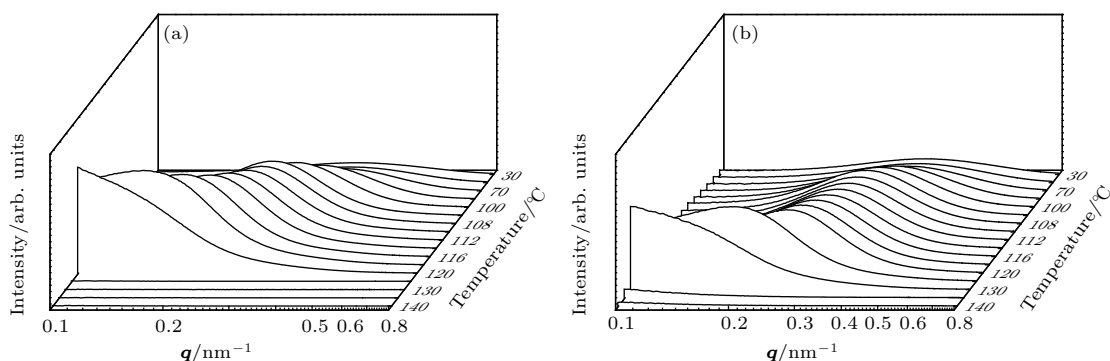 (a)
Intensity/arb. units
30
70
100
108
112
116
120
130
140
Temperature/℃
0.1 0.2 0.5 0.6 0.8
q/nm−1
(b)
Intensity/arb. units
30
70
100
108
112
116
120
130
140
Temperature/℃
0.1 0.2 0.3 0.4 0.5 0.6 0.8
q/nm−1